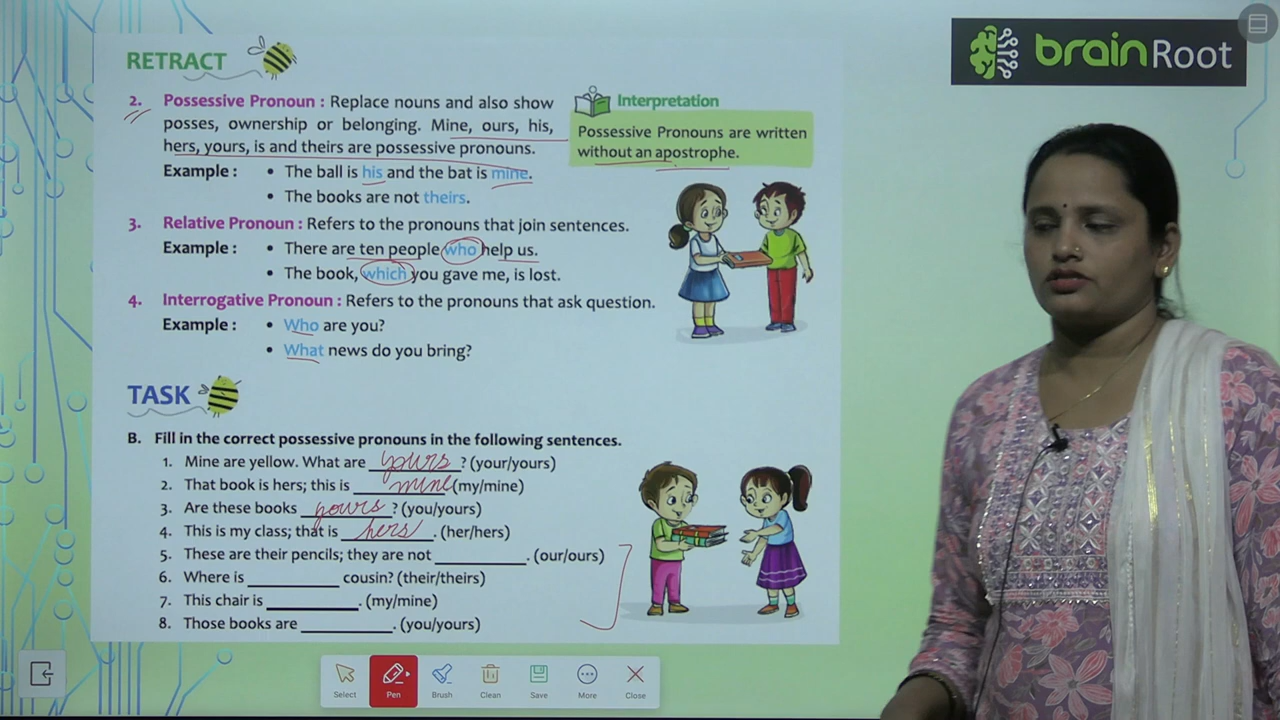 brainRoot
RETRACT
2. Possessive Pronoun : Replace nouns and also show
posses, ownership or belonging. Mine, ours, his,
hers, yours, is and theirs are possessive pronouns.
Example : • The ball is his and the bat is mine.
• The books are not theirs.
Interpretation
Possessive Pronouns are written
without an apostrophe.
3. Relative Pronoun : Refers to the pronouns that join sentences.
Example : • There are ten people who help us.
• The book, which you gave me, is lost.
4. Interrogative Pronoun : Refers to the pronouns that ask question.
Example : • Who are you?
• What news do you bring?
TASK
B. Fill in the correct possessive pronouns in the following sentences.
1. Mine are yellow. What are yours ? (your/yours)
2. That book is hers; this is mine (my/mine)
3. Are these books yours ? (you/yours)
4. This is my class; that is hers . (her/hers)
5. These are their pencils; they are not ____________. (our/ours)
6. Where is ____________ cousin? (their/theirs)
7. This chair is ____________. (my/mine)
8. Those books are ____________. (you/yours)
Select Pen Brush Clean Save More Close